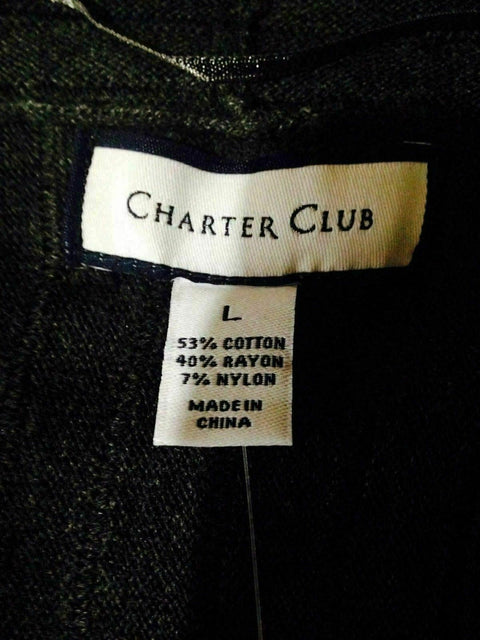 CHARTER CLUB
L
53% COTTON
40% RAYON
7% NYLON
MADE IN
CHINA